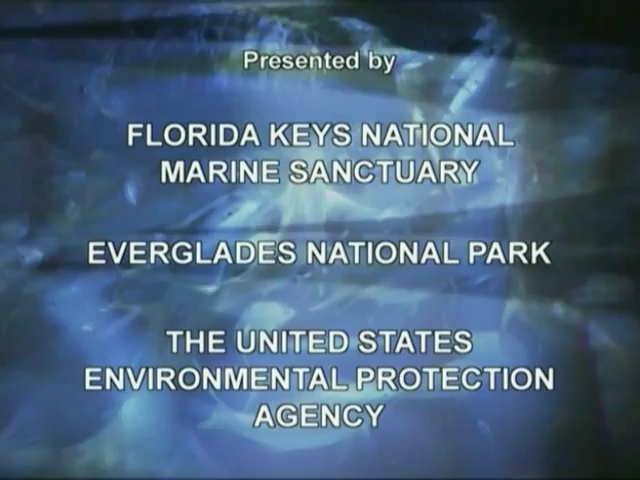 Presented by
FLORIDA KEYS NATIONAL
MARINE SANCTUARY
EVERGLADES NATIONAL PARK
THE UNITED STATES
ENVIRONMENTAL PROTECTION
AGENCY